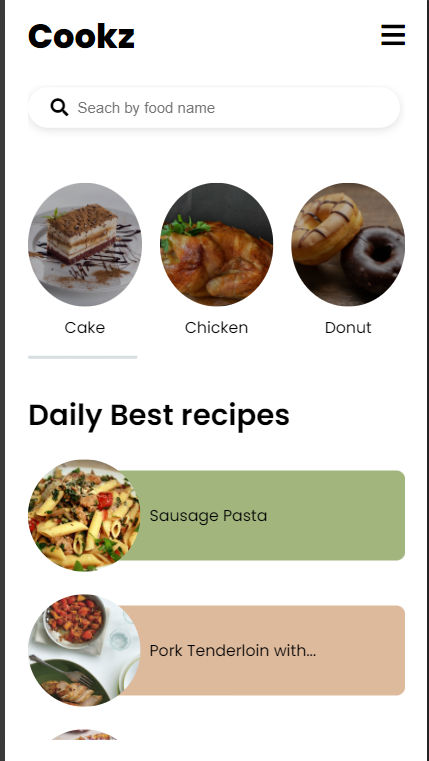 Cookz
Seach by food name
Cake Chicken Donut
Daily Best recipes
Sausage Pasta
Pork Tenderloin with...